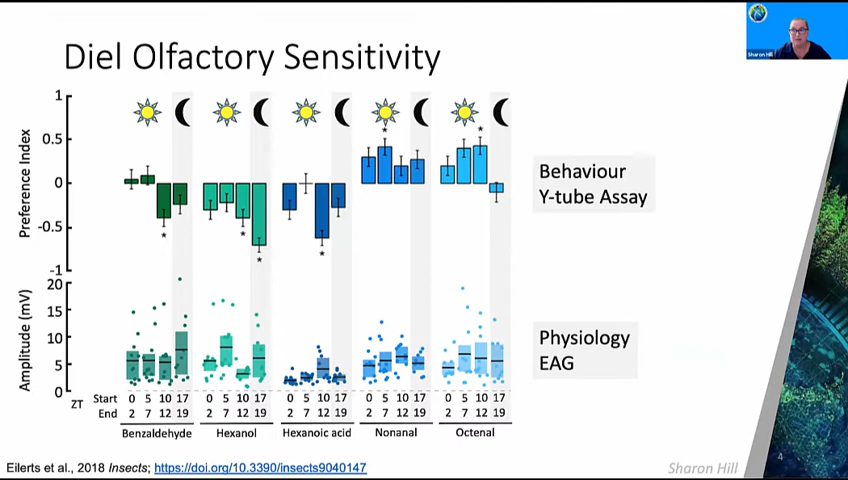 Diel Olfactory Sensitivity
Sharon Hill
Preference Index
1
0.5
0
-0.5
-1
* * * * * *
Behaviour
Y-tube Assay
Amplitude (mV)
20
15
10
5
0
Physiology
EAG
ZT
Start 0 5 10 17 0 5 10 17 0 5 10 17 0 5 10 17 0 5 10 17
End 2 7 12 19 2 7 12 19 2 7 12 19 2 7 12 19 2 7 12 19
Benzaldehyde Hexanol Hexanoic acid Nonanal Octenal
4
Eilerts et al., 2018 Insects; https://doi.org/10.3390/insects9040147
Sharon Hill